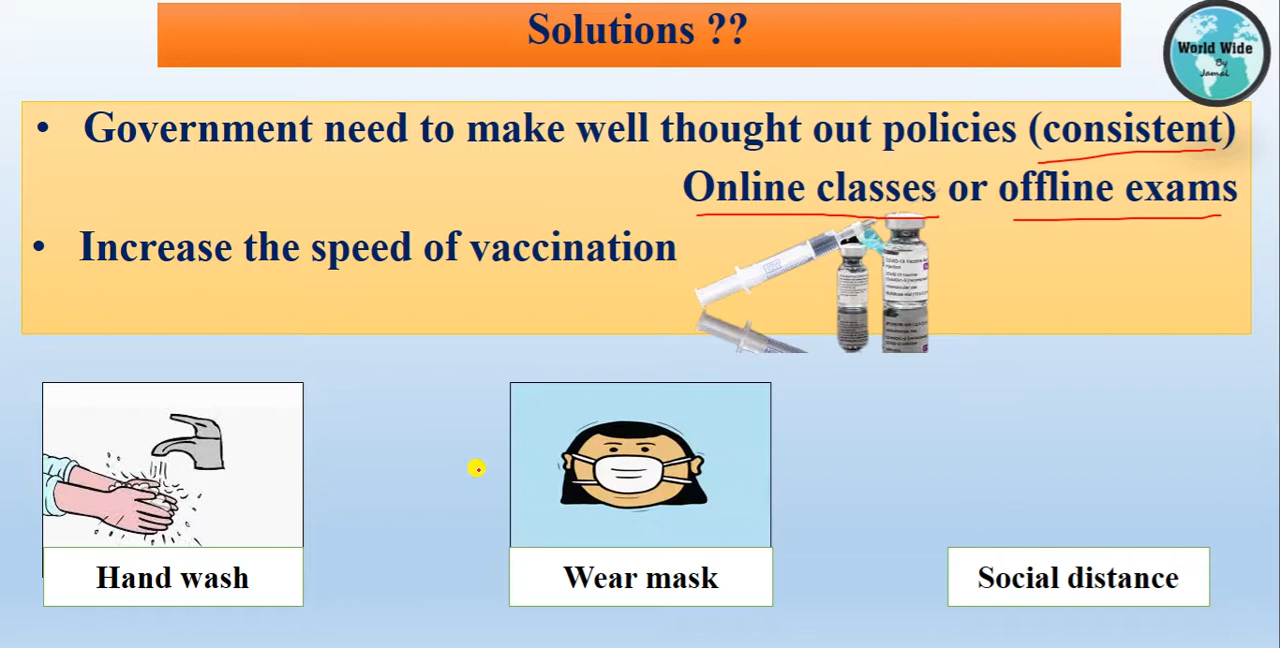 Solutions ??
World Wide
By
Jamal
• Government need to make well thought out policies (consistent)
Online classes or offline exams
• Increase the speed of vaccination
Hand wash
Wear mask
Social distance